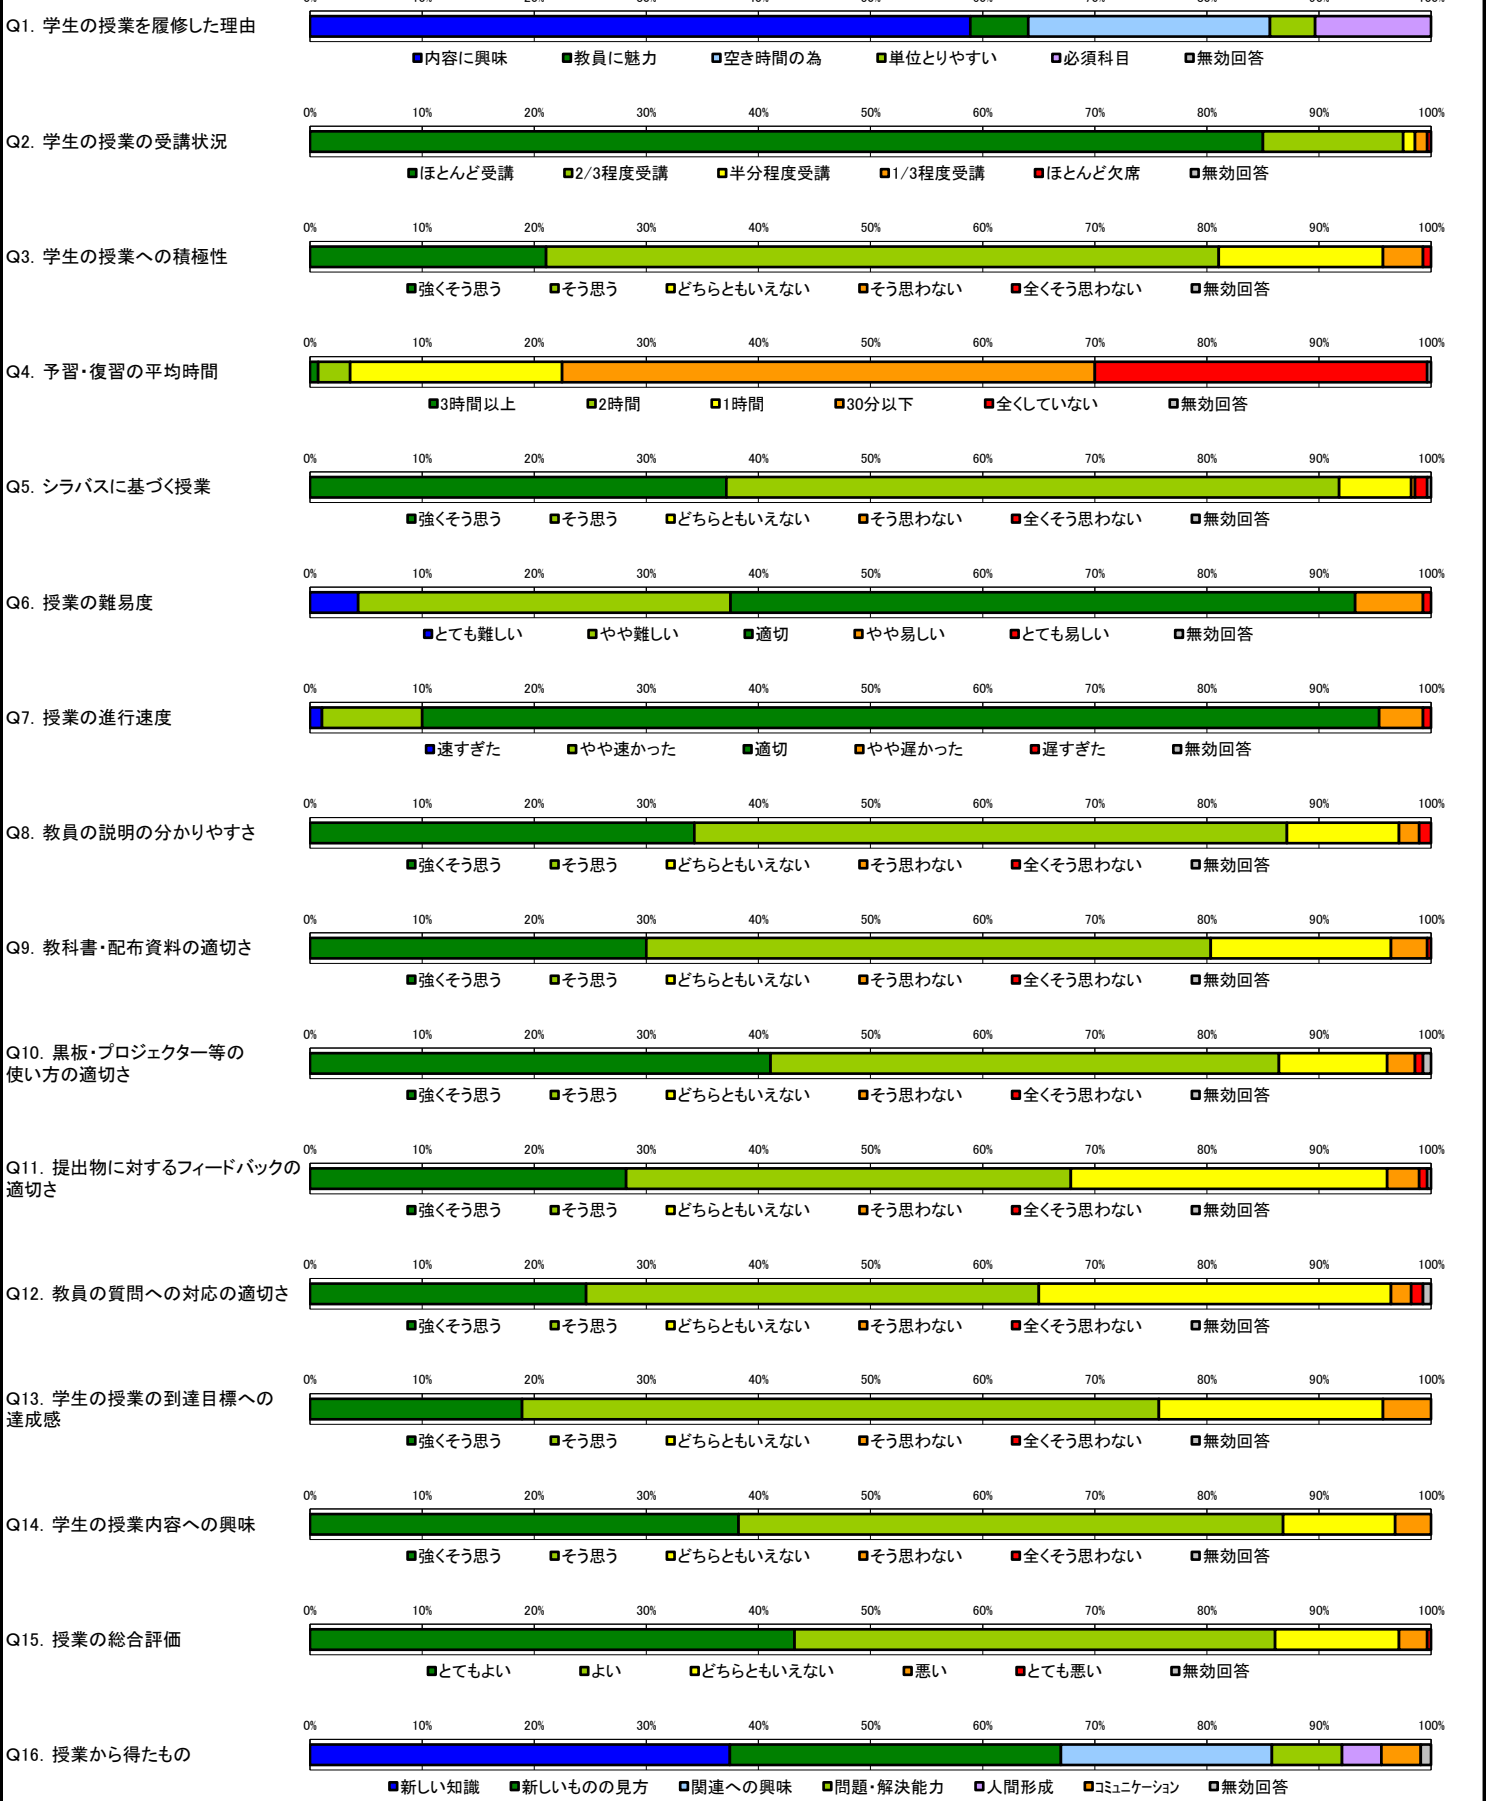 Q1. 学生の授業を履修した理由
■内容に興味 ■教員に魅力 □空き時間の為 ■単位とりやすい □必須科目 □無効回答
0% 10% 20% 30% 40% 50% 60% 70% 80% 90% 100%
Q2. 学生の授業の受講状況
■ほとんど受講 ■2/3程度受講 □半分程度受講 ■1/3程度受講 ■ほとんど欠席 □無効回答
0% 10% 20% 30% 40% 50% 60% 70% 80% 90% 100%
Q3. 学生の授業への積極性
■強くそう思う ■そう思う □どちらともいえない ■そう思わない ■全くそう思わない □無効回答
0% 10% 20% 30% 40% 50% 60% 70% 80% 90% 100%
Q4. 予習・復習の平均時間
■3時間以上 ■2時間 □1時間 ■30分以下 ■全くしていない □無効回答
0% 10% 20% 30% 40% 50% 60% 70% 80% 90% 100%
Q5. シラバスに基づく授業
■強くそう思う ■そう思う □どちらともいえない ■そう思わない ■全くそう思わない □無効回答
0% 10% 20% 30% 40% 50% 60% 70% 80% 90% 100%
Q6. 授業の難易度
■とても難しい ■やや難しい ■適切 ■やや易しい ■とても易しい □無効回答
0% 10% 20% 30% 40% 50% 60% 70% 80% 90% 100%
Q7. 授業の進行速度
■速すぎた ■やや速かった ■適切 ■やや遅かった ■遅すぎた □無効回答
0% 10% 20% 30% 40% 50% 60% 70% 80% 90% 100%
Q8. 教員の説明の分かりやすさ
■強くそう思う ■そう思う □どちらともいえない ■そう思わない ■全くそう思わない □無効回答
0% 10% 20% 30% 40% 50% 60% 70% 80% 90% 100%
Q9. 教科書・配布資料の適切さ
■強くそう思う ■そう思う □どちらともいえない ■そう思わない ■全くそう思わない □無効回答
0% 10% 20% 30% 40% 50% 60% 70% 80% 90% 100%
Q10. 黒板・プロジェクター等の
使い方の適切さ
■強くそう思う ■そう思う □どちらともいえない ■そう思わない ■全くそう思わない □無効回答
0% 10% 20% 30% 40% 50% 60% 70% 80% 90% 100%
Q11. 提出物に対するフィードバックの
適切さ
■強くそう思う ■そう思う □どちらともいえない ■そう思わない ■全くそう思わない □無効回答
0% 10% 20% 30% 40% 50% 60% 70% 80% 90% 100%
Q12. 教員の質問への対応の適切さ
■強くそう思う ■そう思う □どちらともいえない ■そう思わない ■全くそう思わない □無効回答
0% 10% 20% 30% 40% 50% 60% 70% 80% 90% 100%
Q13. 学生の授業の到達目標への
達成感
■強くそう思う ■そう思う □どちらともいえない ■そう思わない ■全くそう思わない □無効回答
0% 10% 20% 30% 40% 50% 60% 70% 80% 90% 100%
Q14. 学生の授業内容への興味
■強くそう思う ■そう思う □どちらともいえない ■そう思わない ■全くそう思わない □無効回答
0% 10% 20% 30% 40% 50% 60% 70% 80% 90% 100%
Q15. 授業の総合評価
■とてもよい ■よい □どちらともいえない ■悪い ■とても悪い □無効回答
0% 10% 20% 30% 40% 50% 60% 70% 80% 90% 100%
Q16. 授業から得たもの
■新しい知識 ■新しいものの見方 □関連への興味 ■問題・解決能力 □人間形成 ■コミュニケーション □無効回答